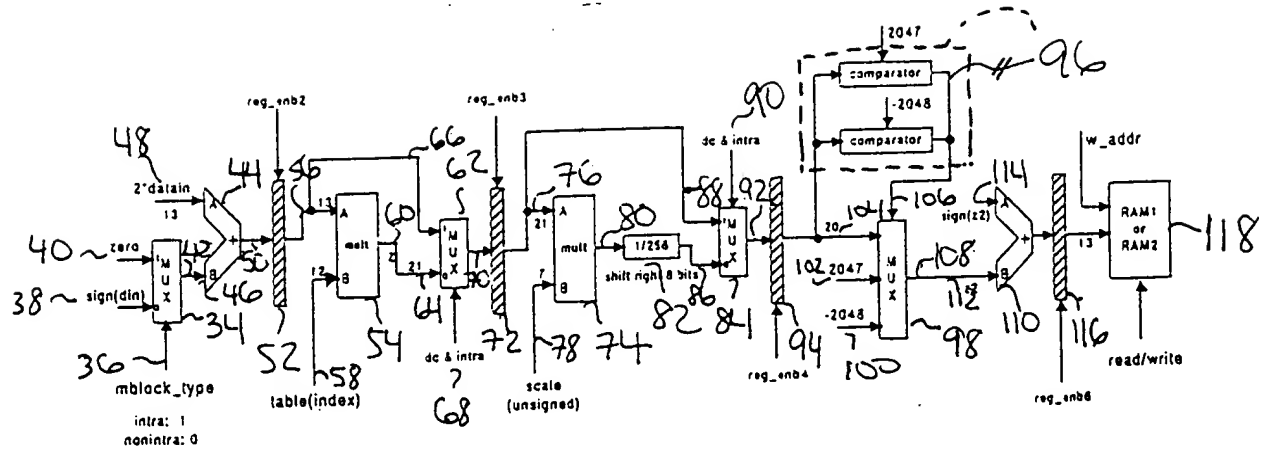 2047
96
comparator
-2048
comparator
reg_enb2
reg_enb3
90
dc & intra
w_addr
48
2*datain
13
44
A
+
B
50
46
56
66
62
13
A
mult
60
12
B
MUX
21
64
70
76
21
A
mult
80
7
B
1/256
shift right 8 bits
82
86
88
MUX
92
84
20
104
106
MUX
102
2047
-2048
100
98
108
112
114
sign(z2)
A
+
B
110
13
RAM1
or
RAM2
118
40
zero
1
42
MUX
38
sign(din)
34
36
mblock_type
intra: 1
nonintra: 0
52
58
table(index)
54
dc & intra
68
72
78
scale
(unsigned)
74
94
reg_enb4
116
reg_enb6
read/write